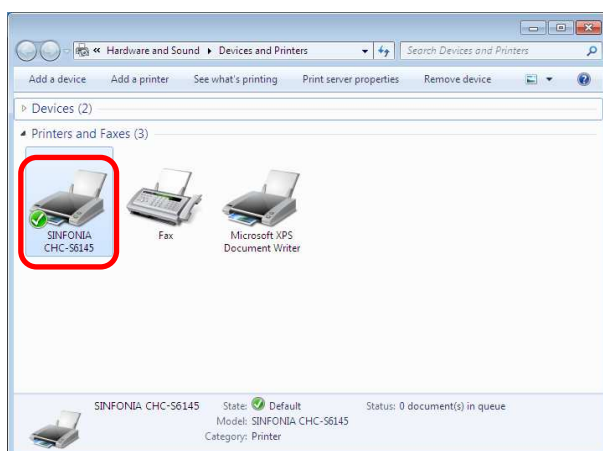 « Hardware and Sound ▸ Devices and Printers
Search Devices and Printers
Add a device Add a printer See what's printing Print server properties Remove device
Devices (2)
Printers and Faxes (3)
SINFONIA
CHC-S6145
Fax
Microsoft XPS
Document Writer
SINFONIA CHC-S6145 State: Default Status: 0 document(s) in queue
Model: SINFONIA CHC-S6145
Category: Printer